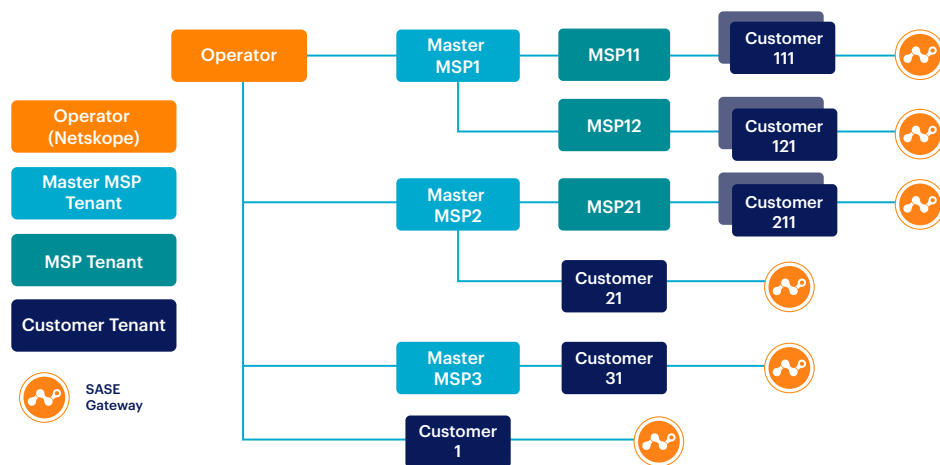 Operator
Master
MSP1
MSP11
Customer
111
MSP12
Customer
121
Master
MSP2
MSP21
Customer
211
Customer
21
Master
MSP3
Customer
31
Customer
1
Operator
(Netskope)
Master MSP
Tenant
MSP Tenant
Customer Tenant
SASE
Gateway